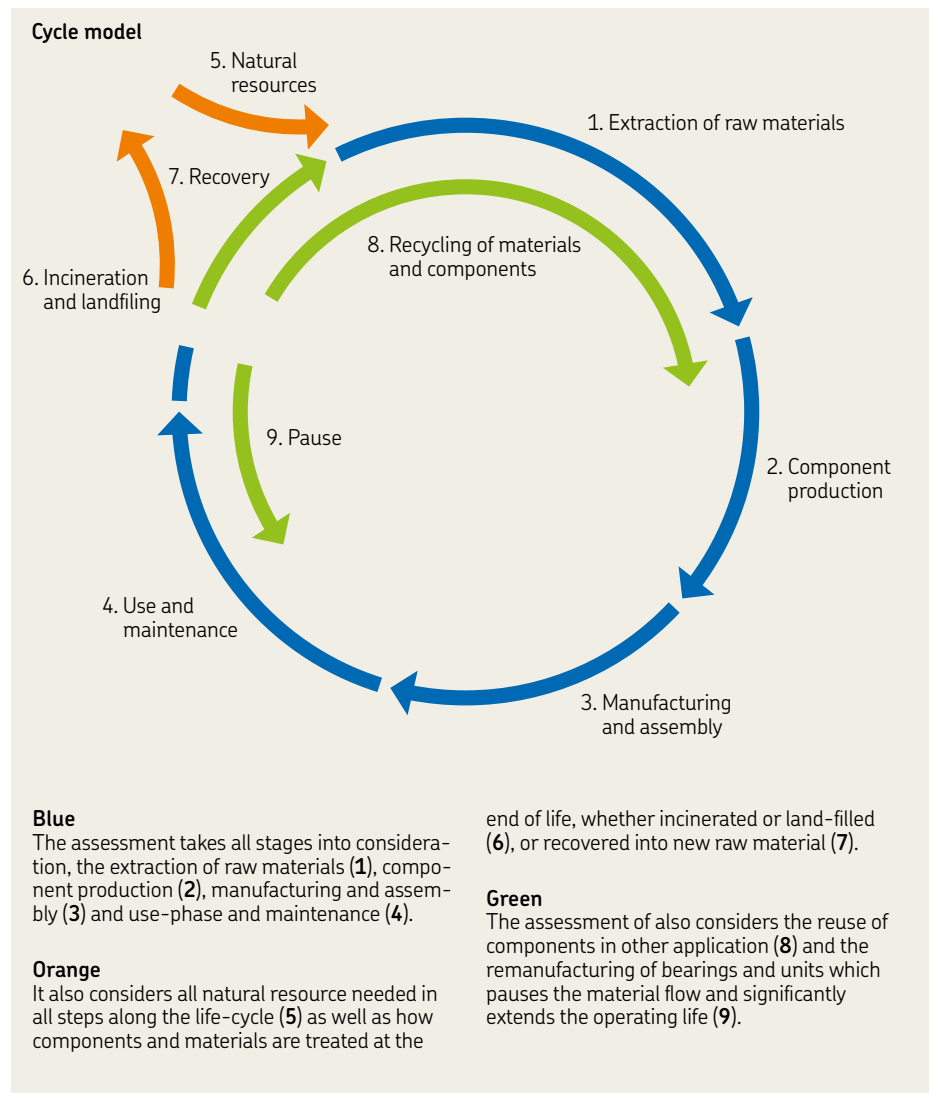 Cycle model
5. Natural
resources
1. Extraction of raw materials
7. Recovery
8. Recycling of materials
and components
6. Incineration
and landfiling
9. Pause
2. Component
production
4. Use and
maintenance
3. Manufacturing
and assembly
Blue
The assessment takes all stages into considera-
tion, the extraction of raw materials (1), compo-
nent production (2), manufacturing and assem-
bly (3) and use-phase and maintenance (4).
Orange
It also considers all natural resource needed in
all steps along the life-cycle (5) as well as how
components and materials are treated at the
end of life, whether incinerated or land-filled
(6), or recovered into new raw material (7).
Green
The assessment of also considers the reuse of
components in other application (8) and the
remanufacturing of bearings and units which
pauses the material flow and significantly
extends the operating life (9).